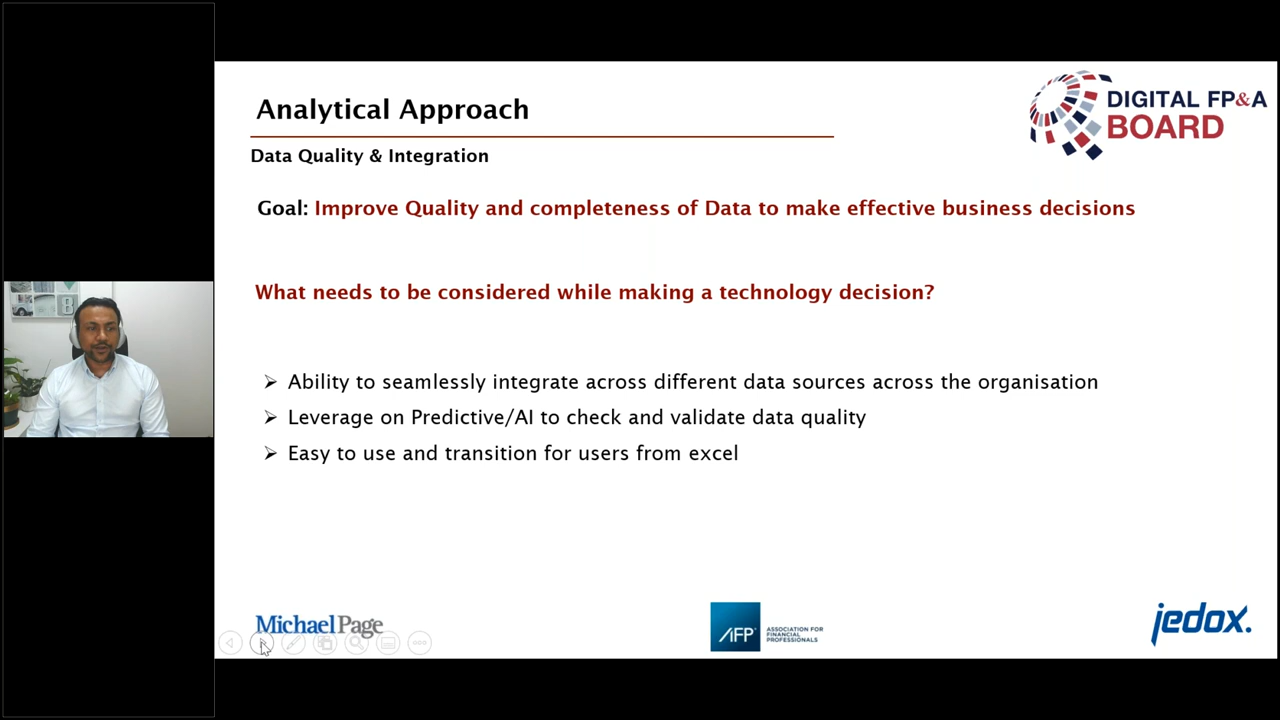 Analytical Approach
DIGITAL FP&A
BOARD
Data Quality & Integration
Goal: Improve Quality and completeness of Data to make effective business decisions
What needs to be considered while making a technology decision?
➢ Ability to seamlessly integrate across different data sources across the organisation
➢ Leverage on Predictive/AI to check and validate data quality
➢ Easy to use and transition for users from excel
MichaelPage
AFP
ASSOCIATION FOR
FINANCIAL
PROFESSIONALS
jedox.